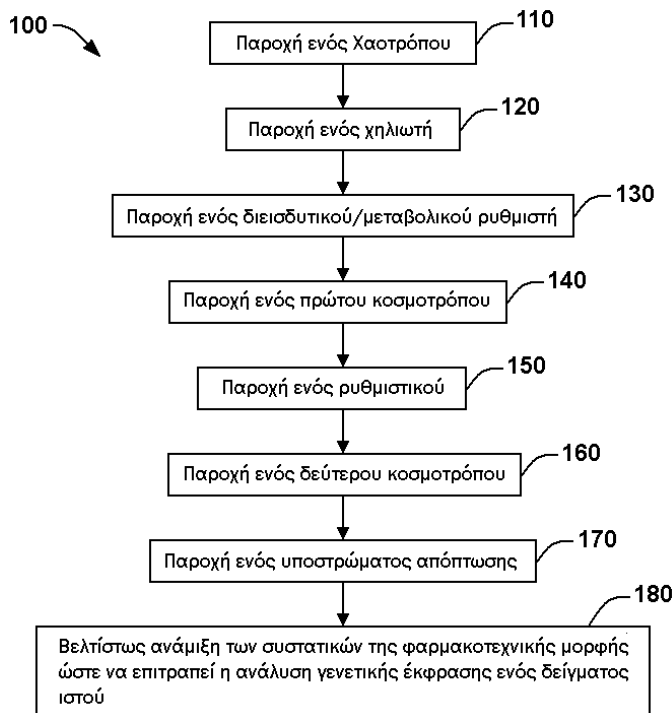 100
110
Παροχή ενός Χαοτρόπου
120
Παροχή ενός χηλιωτή
130
Παροχή ενός διεισδυτικού/μεταβολικού ρυθμιστή
140
Παροχή ενός πρώτου κοσμοτρόπου
150
Παροχή ενός ρυθμιστικού
160
Παροχή ενός δεύτερου κοσμοτρόπου
170
Παροχή ενός υποστρώματος απόπτωσης
180
Βελτίστως ανάμιξη των συστατικών της φαρμακοτεχνικής μορφής
ώστε να επιτραπεί η ανάλυση γενετικής έκφρασης ενός δείγματος
ιστού